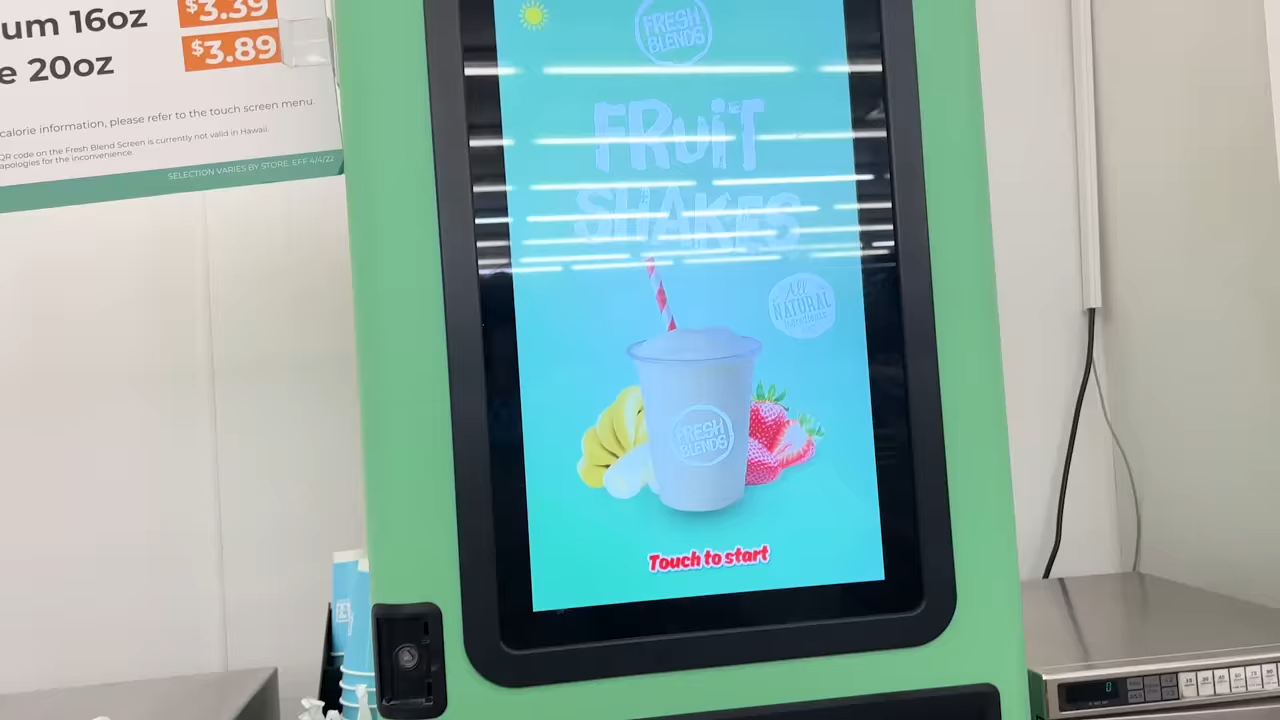 um 16oz
$3.39
e 20oz
$3.89
calorie information, please refer to the touch screen menu.
QR code on the Fresh Blend Screen is currently not valid in Hawaii.
apologies for the inconvenience.
SELECTION VARIES BY STORE. EFF 4/4/22
FRESH
BLENDS
FRUiT
SHAKES
All
NATURAL
Ingredients
FRESH
BLENDS
Touch to start
0